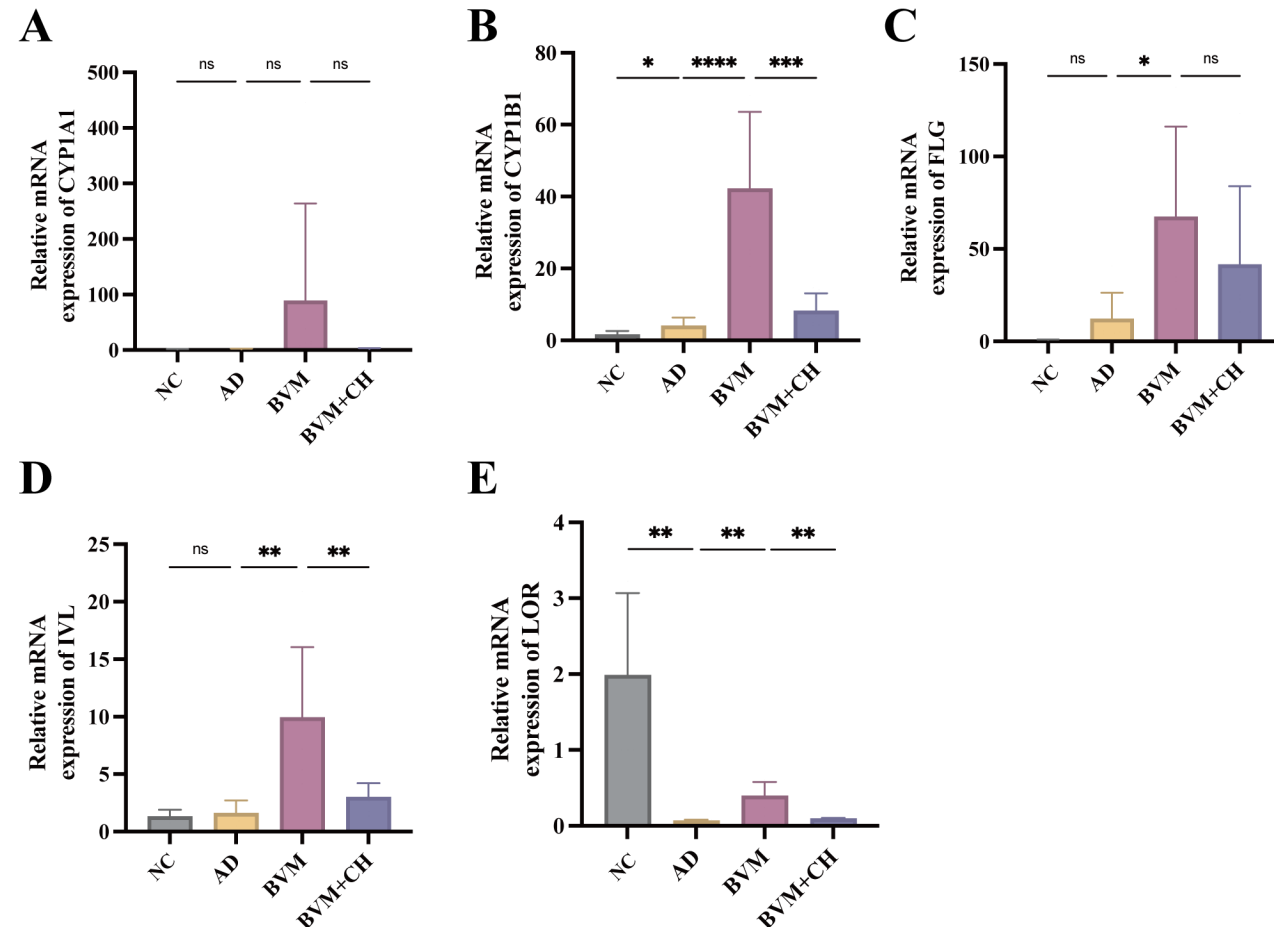 A
Relative mRNA
expression of CYP1A1
500
400
300
200
100
0
ns
ns
ns
NC
AD
BVM
BVM+CH
B
Relative mRNA
expression of CYP1B1
80
60
40
20
0
*
****
***
NC
AD
BVM
BVM+CH
C
Relative mRNA
expression of FLG
150
100
50
0
ns
*
ns
NC
AD
BVM
BVM+CH
D
Relative mRNA
expression of IVL
25
20
15
10
5
0
ns
**
**
NC
AD
BVM
BVM+CH
E
Relative mRNA
expression of LOR
4
3
2
1
0
**
**
**
NC
AD
BVM
BVM+CH